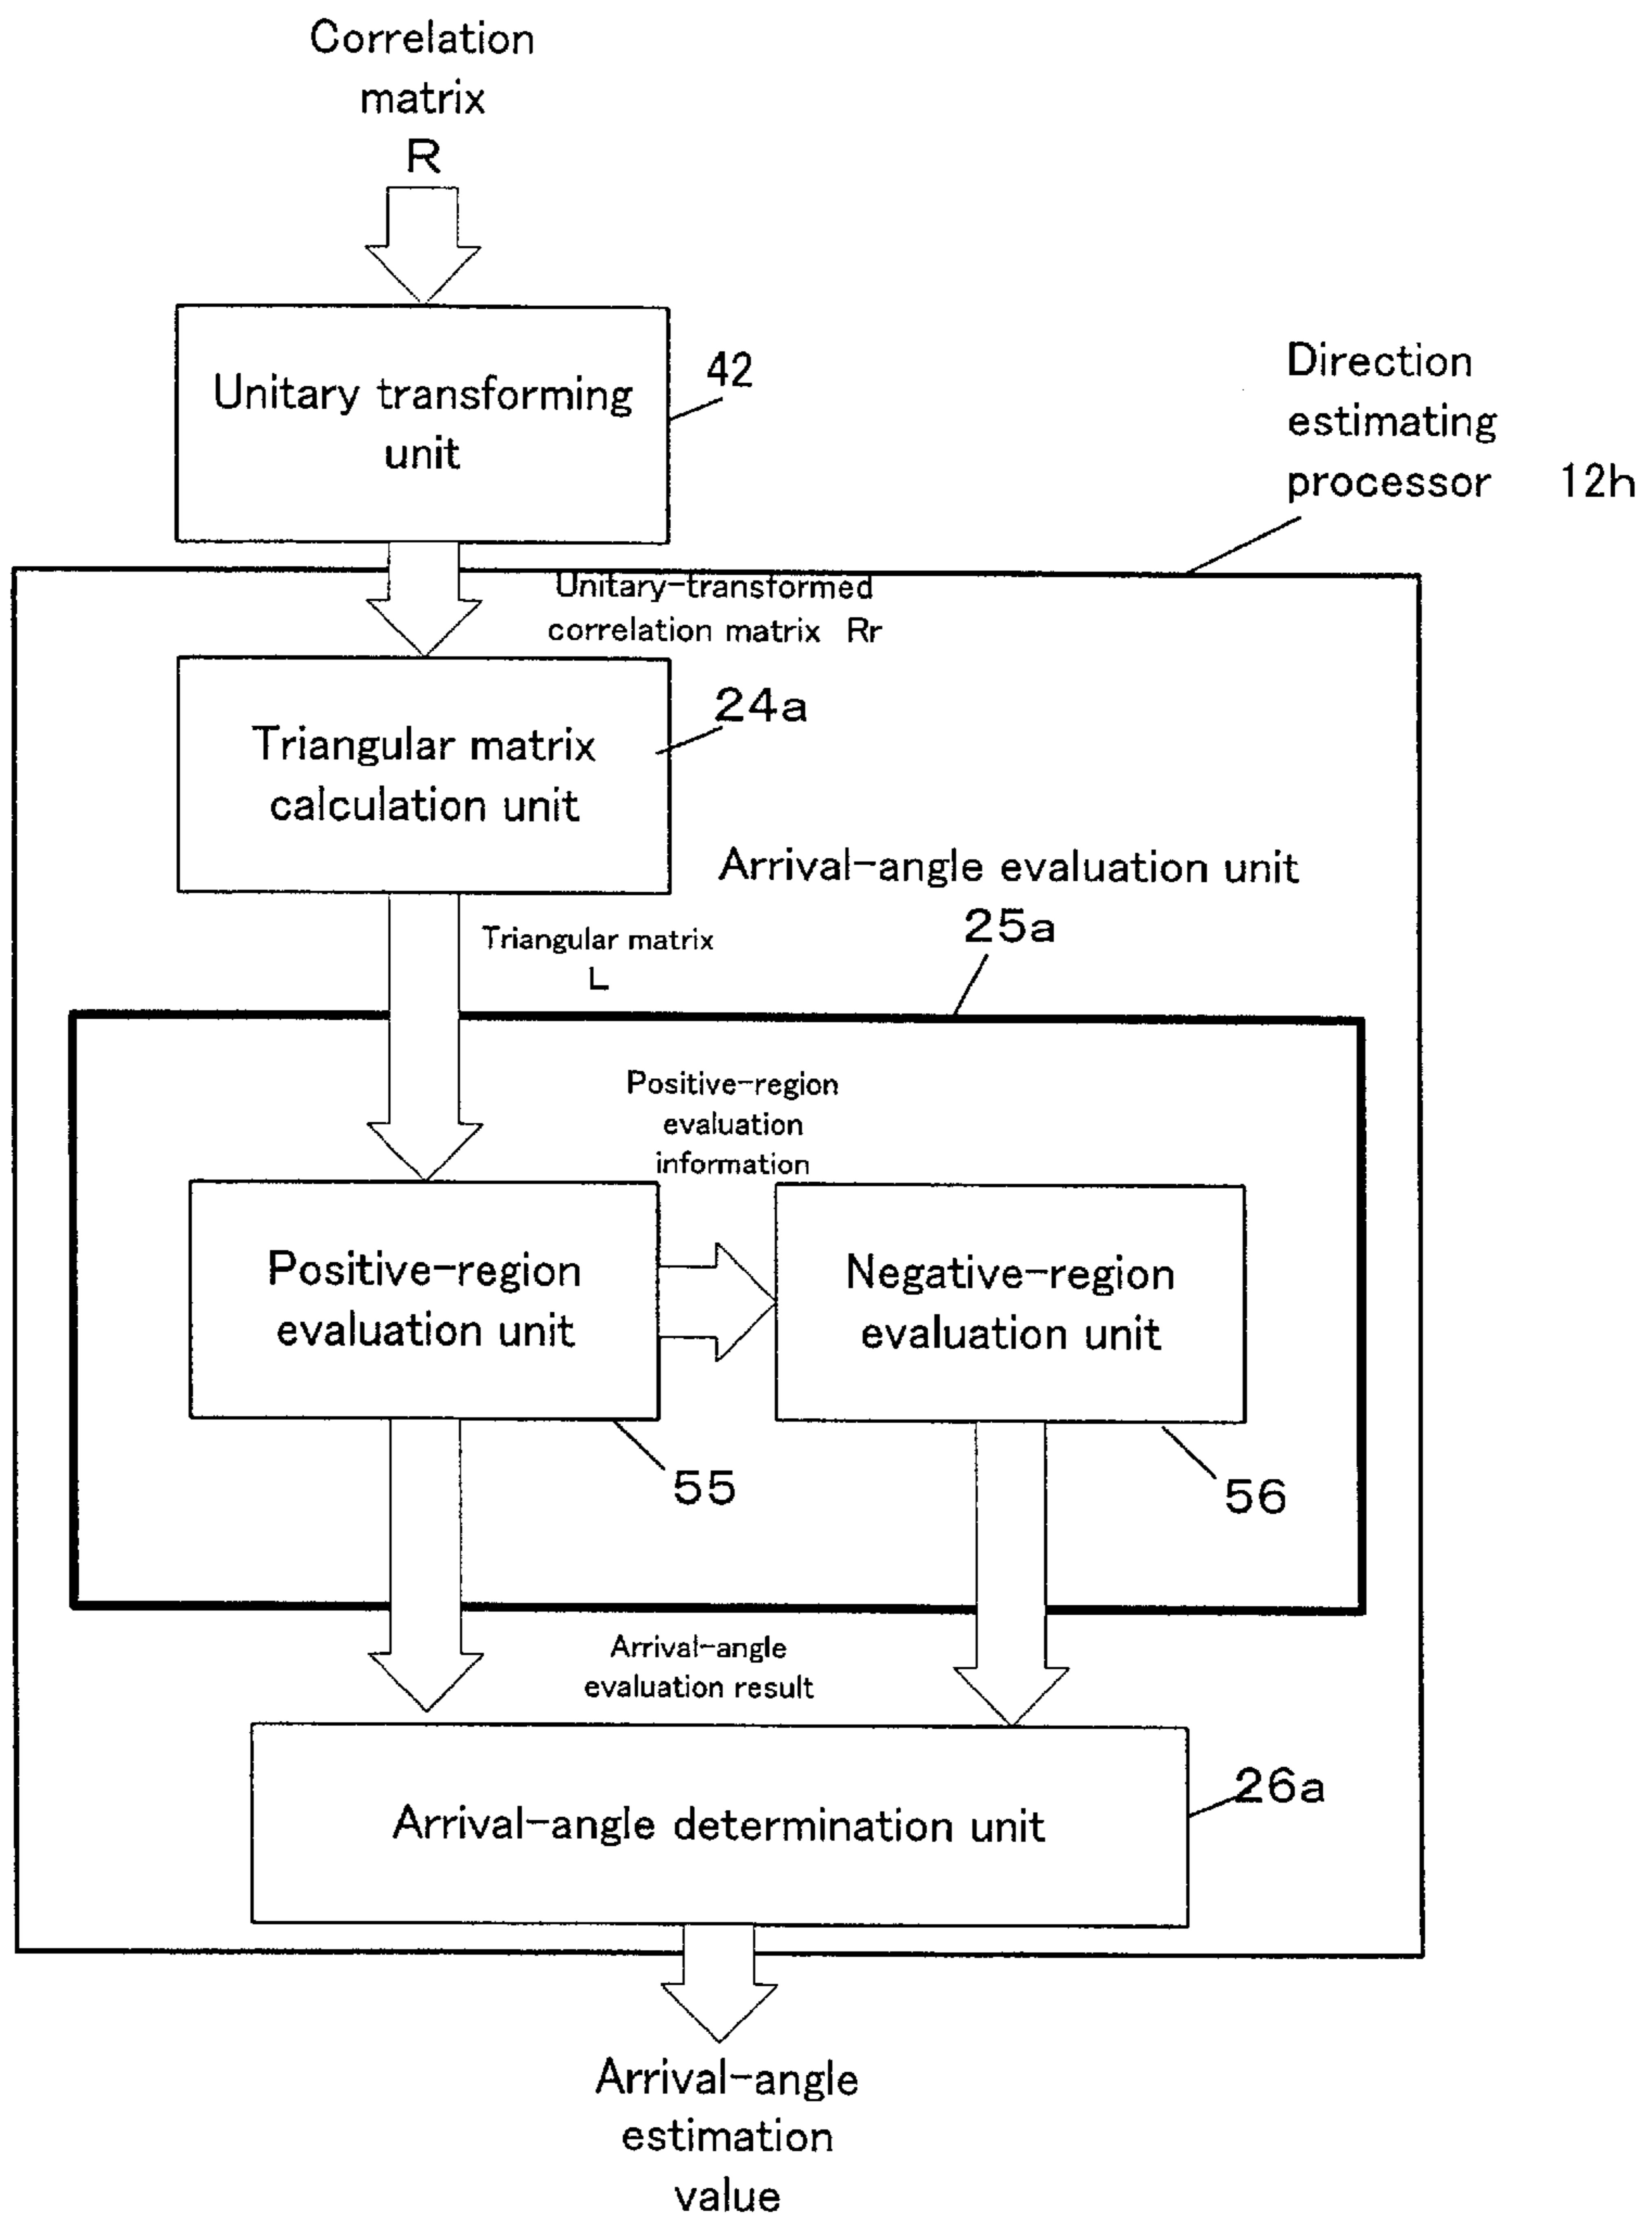 Correlation
matrix
R
Unitary transforming
unit
42
Direction
estimating
processor 12h
Unitary-transformed
correlation matrix Rr
Triangular matrix
calculation unit
24a
Arrival-angle evaluation unit
25a
Triangular matrix
L
Positive-region
evaluation
information
Positive-region
evaluation unit
Negative-region
evaluation unit
55
56
Arrival-angle
evaluation result
Arrival-angle determination unit
26a
Arrival-angle
estimation
value